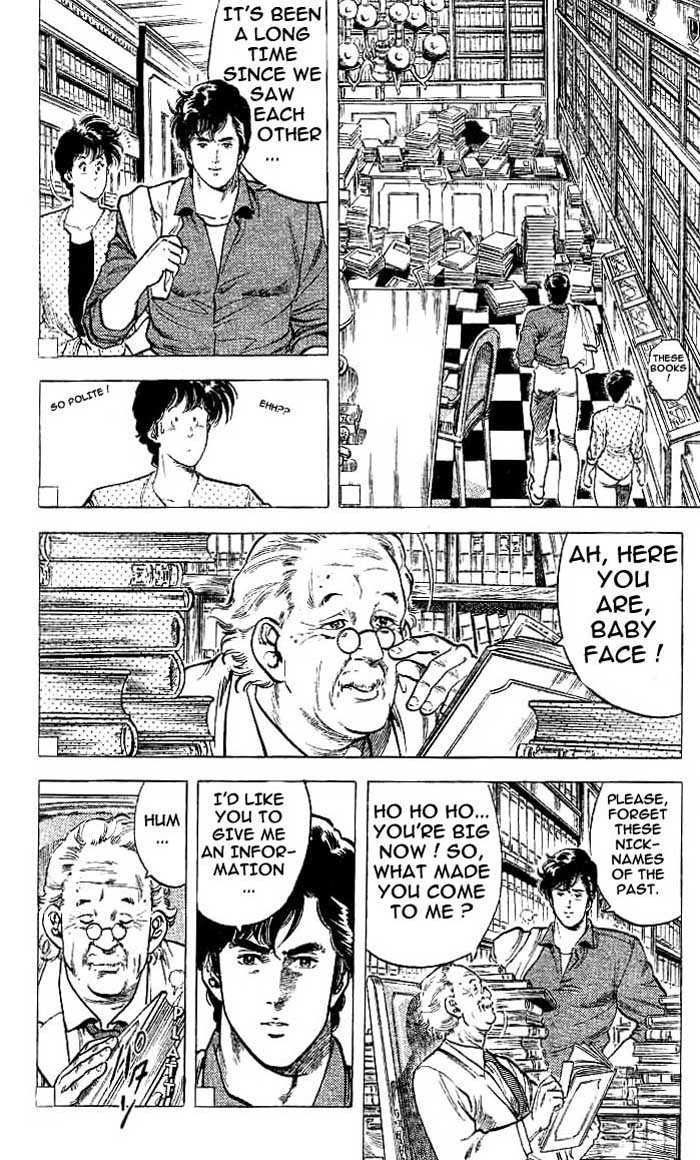 THESE
BOOKS
!
IT'S BEEN
A LONG
TIME
SINCE WE
SAW
EACH
OTHER
...
EHH??
SO POLITE !
AH, HERE
YOU
ARE,
BABY
FACE !
PLEASE,
FORGET
THESE
NICK-
NAMES
OF THE
PAST.
HO HO HO...
YOU'RE BIG
NOW ! SO,
WHAT MADE
YOU COME
TO ME ?
I'D LIKE
YOU TO
GIVE ME
AN INFOR-
MATION
...
HUM
...